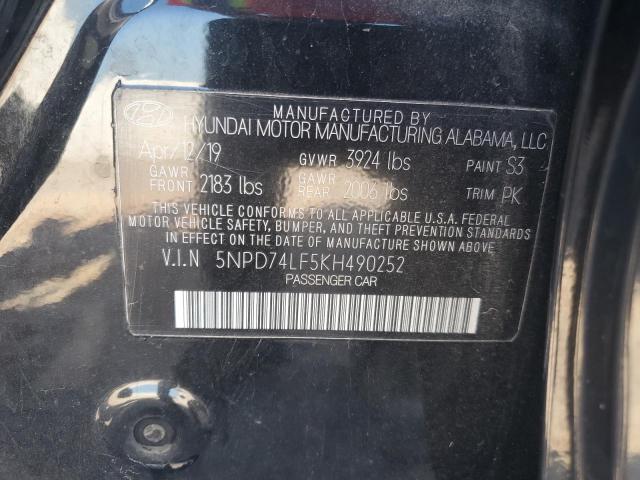 MANUFACTURED BY
HYUNDAI MOTOR MANUFACTURING ALABAMA, LLC
Apr/12/19 GVWR 3924 lbs PAINT S3
GAWR FRONT 2183 lbs GAWR REAR 2006 lbs TRIM PK
THIS VEHICLE CONFORMS TO ALL APPLICABLE U.S.A. FEDERAL
MOTOR VEHICLE SAFETY, BUMPER, AND THEFT PREVENTION STANDARDS
IN EFFECT ON THE DATE OF MANUFACTURE SHOWN ABOVE.
V.I.N 5NPD74LF5KH490252
PASSENGER CAR